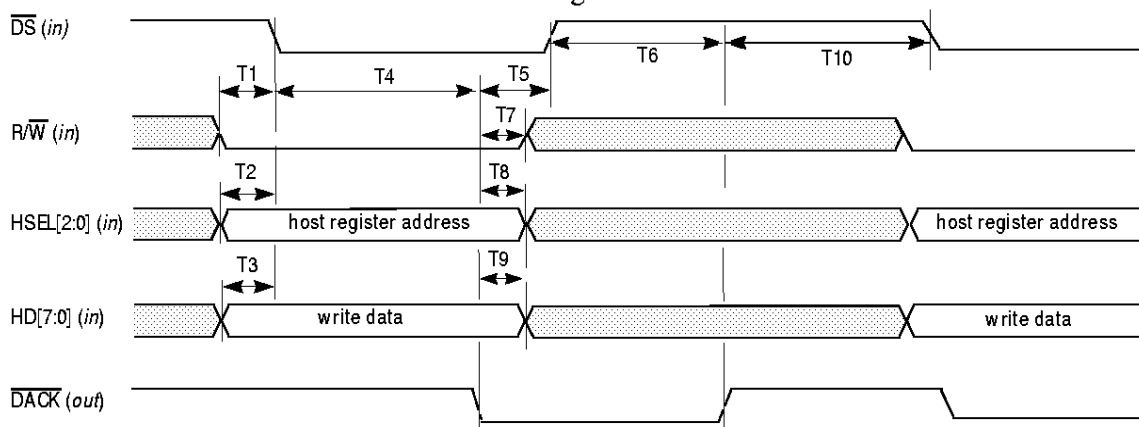 DS (in)
T6
T10
T1
T4
T5
R/W (in)
T7
T2
T8
HSEL[2:0] (in)
host register address
host register address
T3
T9
HD[7:0] (in)
write data
write data
DACK (out)